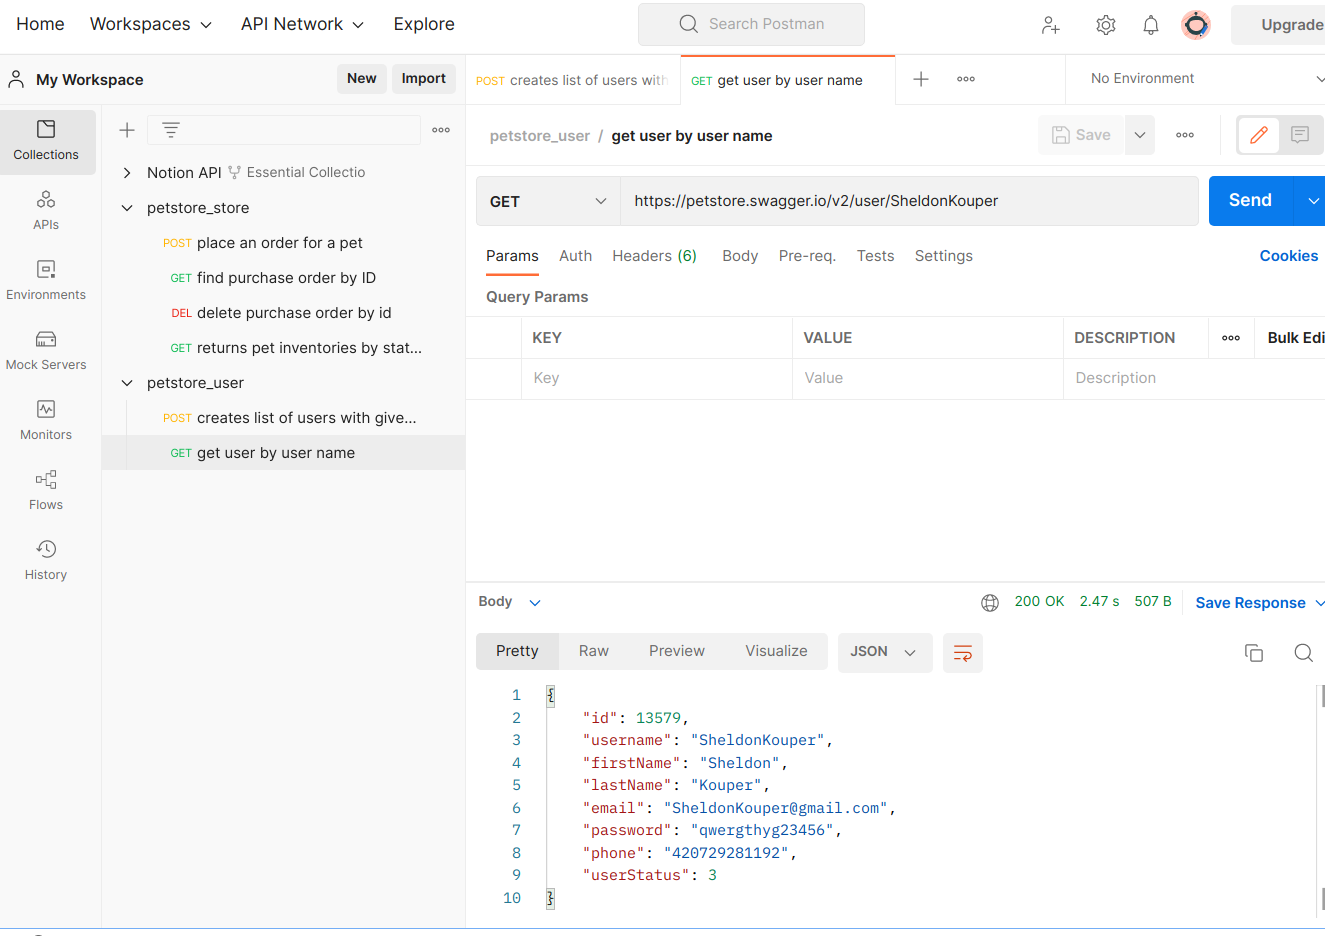 Home Workspaces API Network Explore Search Postman Upgrade
My Workspace New Import POST creates list of users with GET get user by user name No Environment
Collections
APIs
Environments
Mock Servers
Monitors
Flows
History
Notion API Essential Collectio
petstore_store
POST place an order for a pet
GET find purchase order by ID
DEL delete purchase order by id
GET returns pet inventories by stat...
petstore_user
POST creates list of users with give...
GET get user by user name
petstore_user / get user by user name Save
GET https://petstore.swagger.io/v2/user/SheldonKouper Send
Params Auth Headers (6) Body Pre-req. Tests Settings Cookies
Query Params
KEY VALUE DESCRIPTION Bulk Edi
Key Value Description
Body 200 OK 2.47 s 507 B Save Response
Pretty Raw Preview Visualize JSON
1 {
2 "id": 13579,
3 "username": "SheldonKouper",
4 "firstName": "Sheldon",
5 "lastName": "Kouper",
6 "email": "SheldonKouper@gmail.com",
7 "password": "qwergthyg23456",
8 "phone": "420729281192",
9 "userStatus": 3
10 }